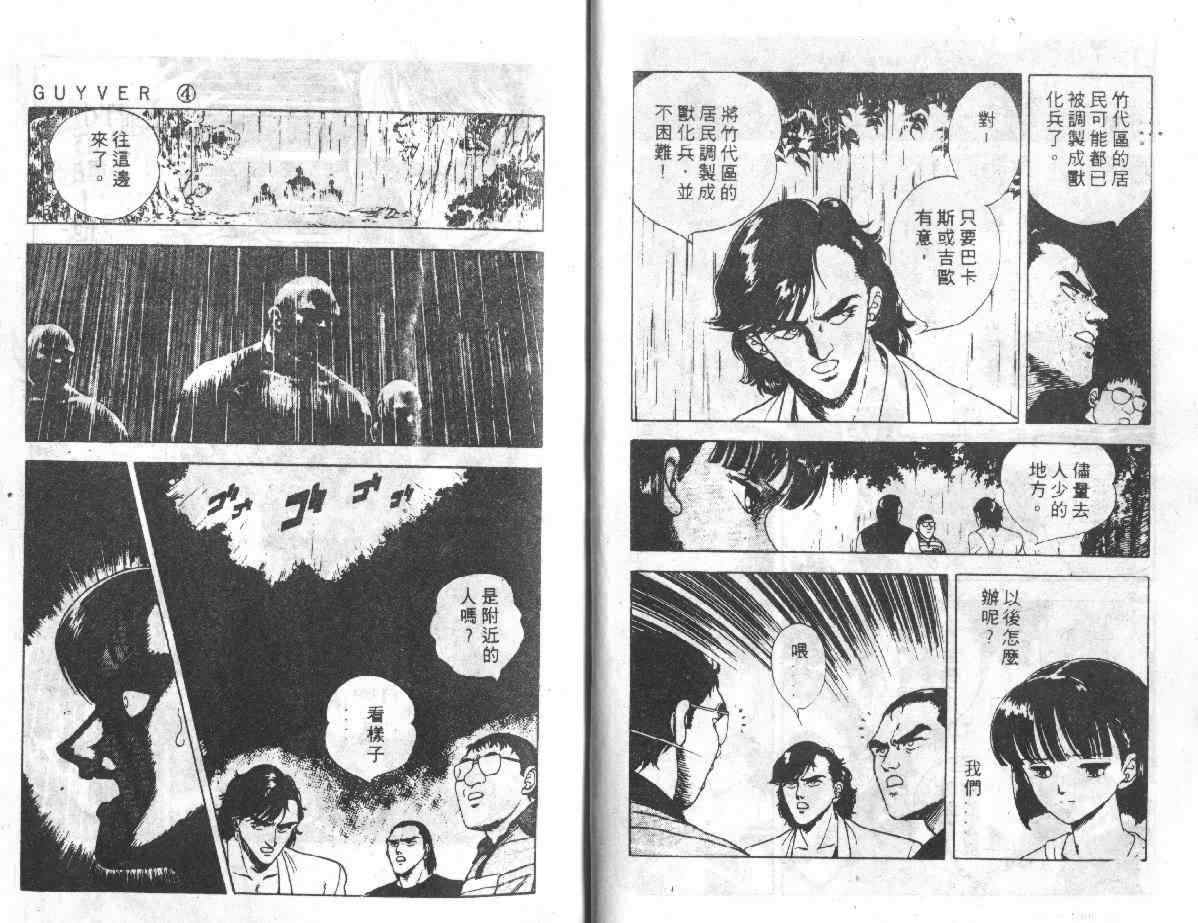 竹代區的居
民可能都已
被調製成獸
化兵了。
對－
只要巴卡
斯或吉歐
有意，
將竹代區的
居民調製成
獸化兵，並
不困難！
儘量去
人少的
地方。
以後怎麼
辦呢？
我們……
喂……
GUYVER ④
往這邊
來了。
ゴゴ
ゴゴ
ゴゴ
是附近的
人嗎？
看樣子
……